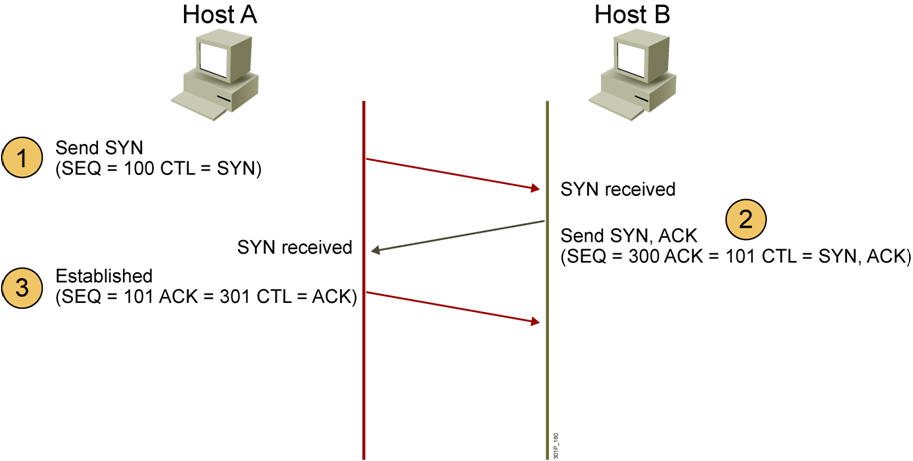 Host A
Host B
1
Send SYN
(SEQ = 100 CTL = SYN)
SYN received
2
Send SYN, ACK
(SEQ = 300 ACK = 101 CTL = SYN, ACK)
SYN received
3
Established
(SEQ = 101 ACK = 301 CTL = ACK)
301P_180